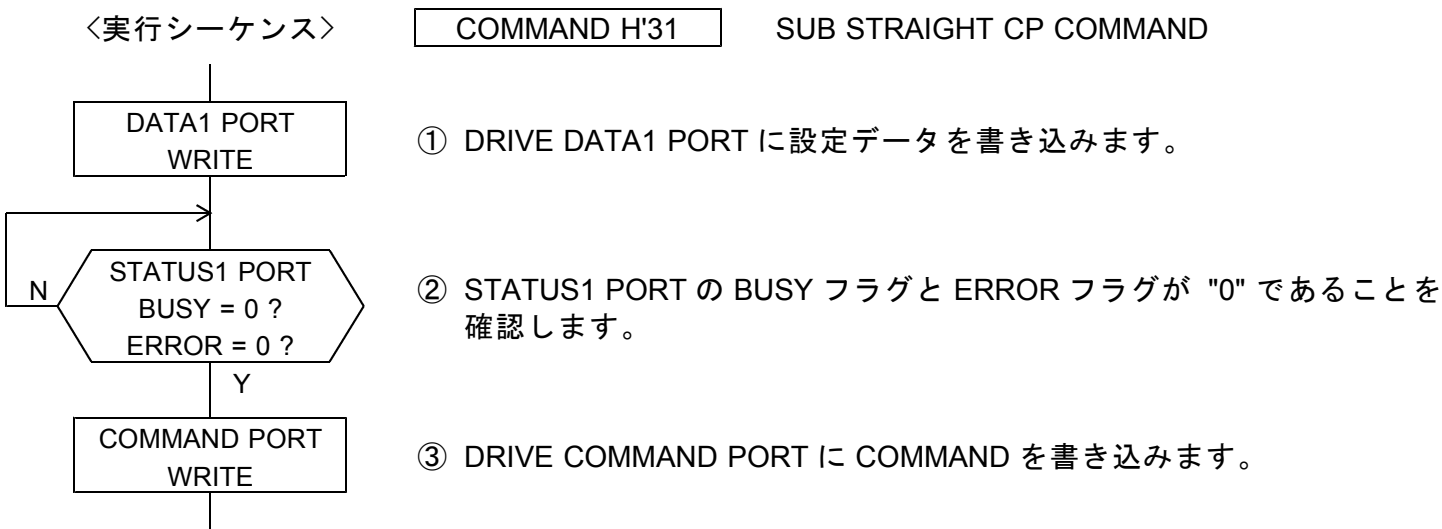 〈実行シーケンス〉 COMMAND H'31 SUB STRAIGHT CP COMMAND
DATA1 PORT
WRITE
① DRIVE DATA1 PORT に設定データを書き込みます。
N
STATUS1 PORT
BUSY = 0 ?
ERROR = 0 ?
② STATUS1 PORT の BUSY フラグと ERROR フラグが "0" であることを
確認します。
Y
COMMAND PORT
WRITE
③ DRIVE COMMAND PORT に COMMAND を書き込みます。